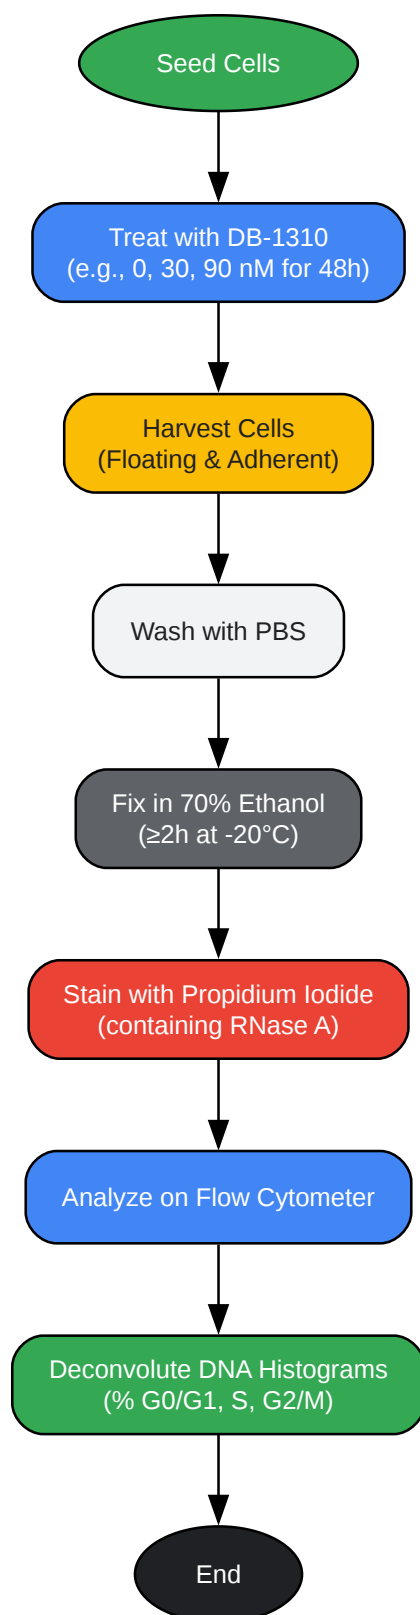 Seed Cells
Treat with DB-1310
(e.g., 0, 30, 90 nM for 48h)
Harvest Cells
(Floating & Adherent)
Wash with PBS
Fix in 70% Ethanol
(≥2h at -20°C)
Stain with Propidium Iodide
(containing RNase A)
Analyze on Flow Cytometer
Deconvolute DNA Histograms
(% G0/G1, S, G2/M)
End